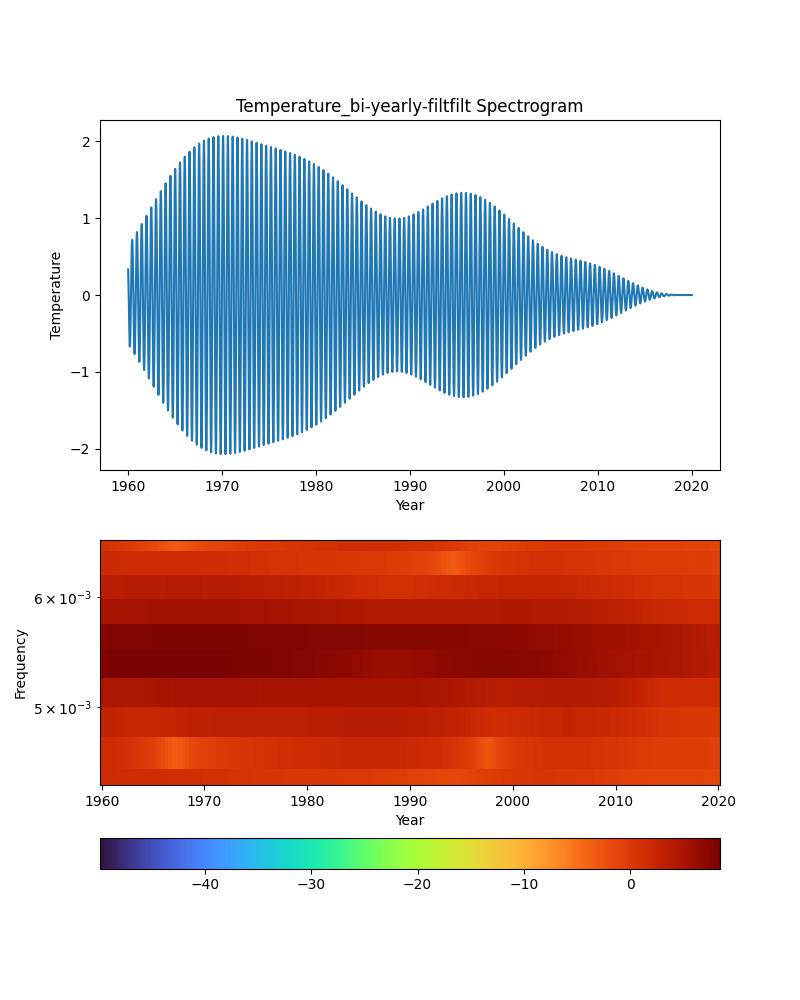 Temperature_bi-yearly-filtfilt Spectrogram
2
1
0
−1
−2
Temperature
1960 1970 1980 1990 2000 2010 2020
Year
6 × 10⁻³
5 × 10⁻³
Frequency
1960 1970 1980 1990 2000 2010 2020
Year
−40 −30 −20 −10 0